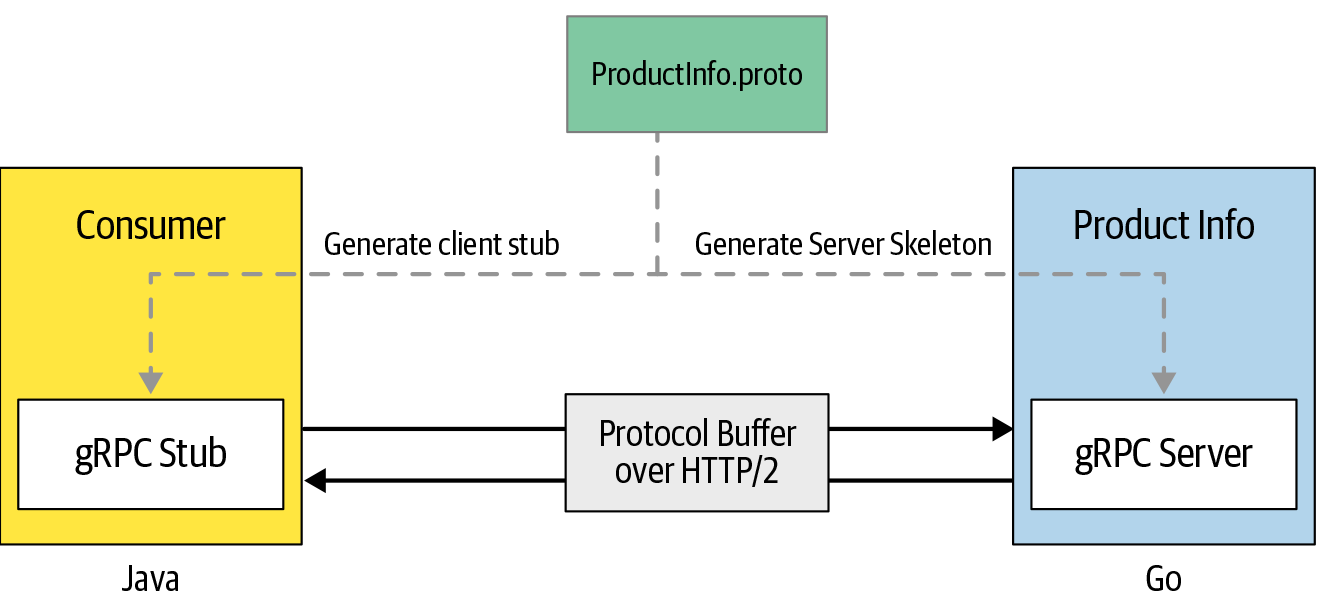 ProductInfo.proto
Consumer
Generate client stub
Generate Server Skeleton
Product Info
gRPC Stub
Protocol Buffer
over HTTP/2
gRPC Server
Java
Go